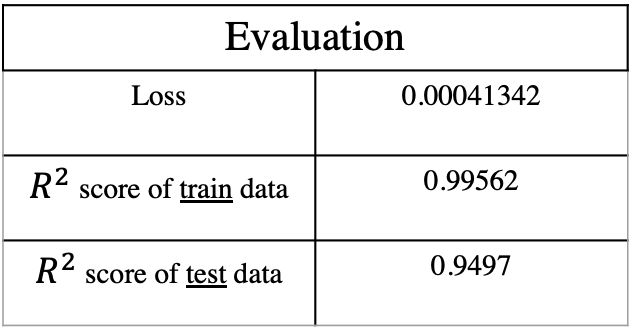 Evaluation
Loss 0.00041342
R² score of train data 0.99562
R² score of test data 0.9497